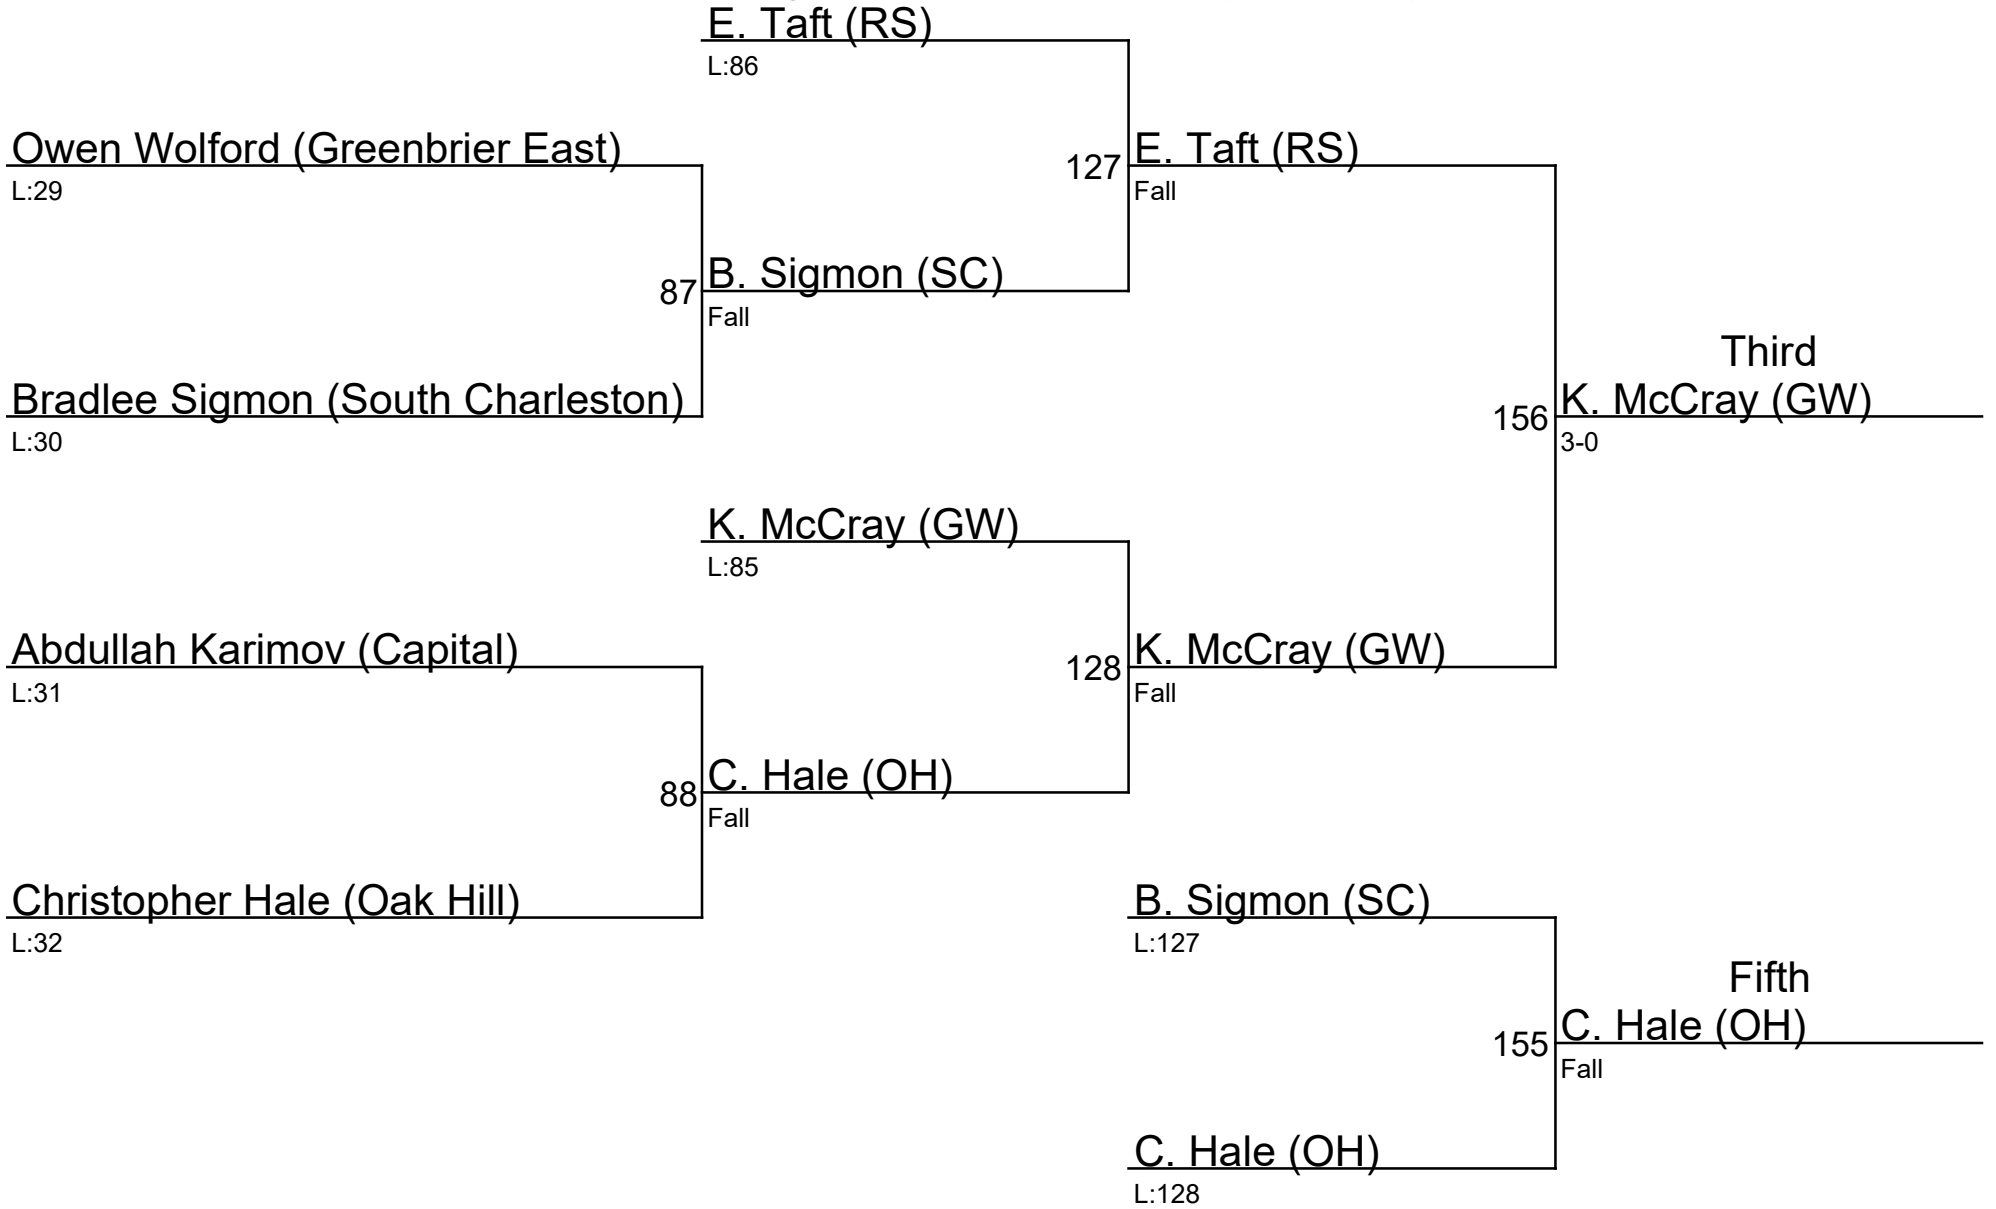 E. Taft (RS)
L:86
Owen Wolford (Greenbrier East)
L:29
127
E. Taft (RS)
Fall
87
B. Sigmon (SC)
Fall
Bradlee Sigmon (South Charleston)
L:30
Third
156
K. McCray (GW)
3-0
K. McCray (GW)
L:85
Abdullah Karimov (Capital)
L:31
128
K. McCray (GW)
Fall
88
C. Hale (OH)
Fall
Christopher Hale (Oak Hill)
L:32
B. Sigmon (SC)
L:127
Fifth
155
C. Hale (OH)
Fall
C. Hale (OH)
L:128